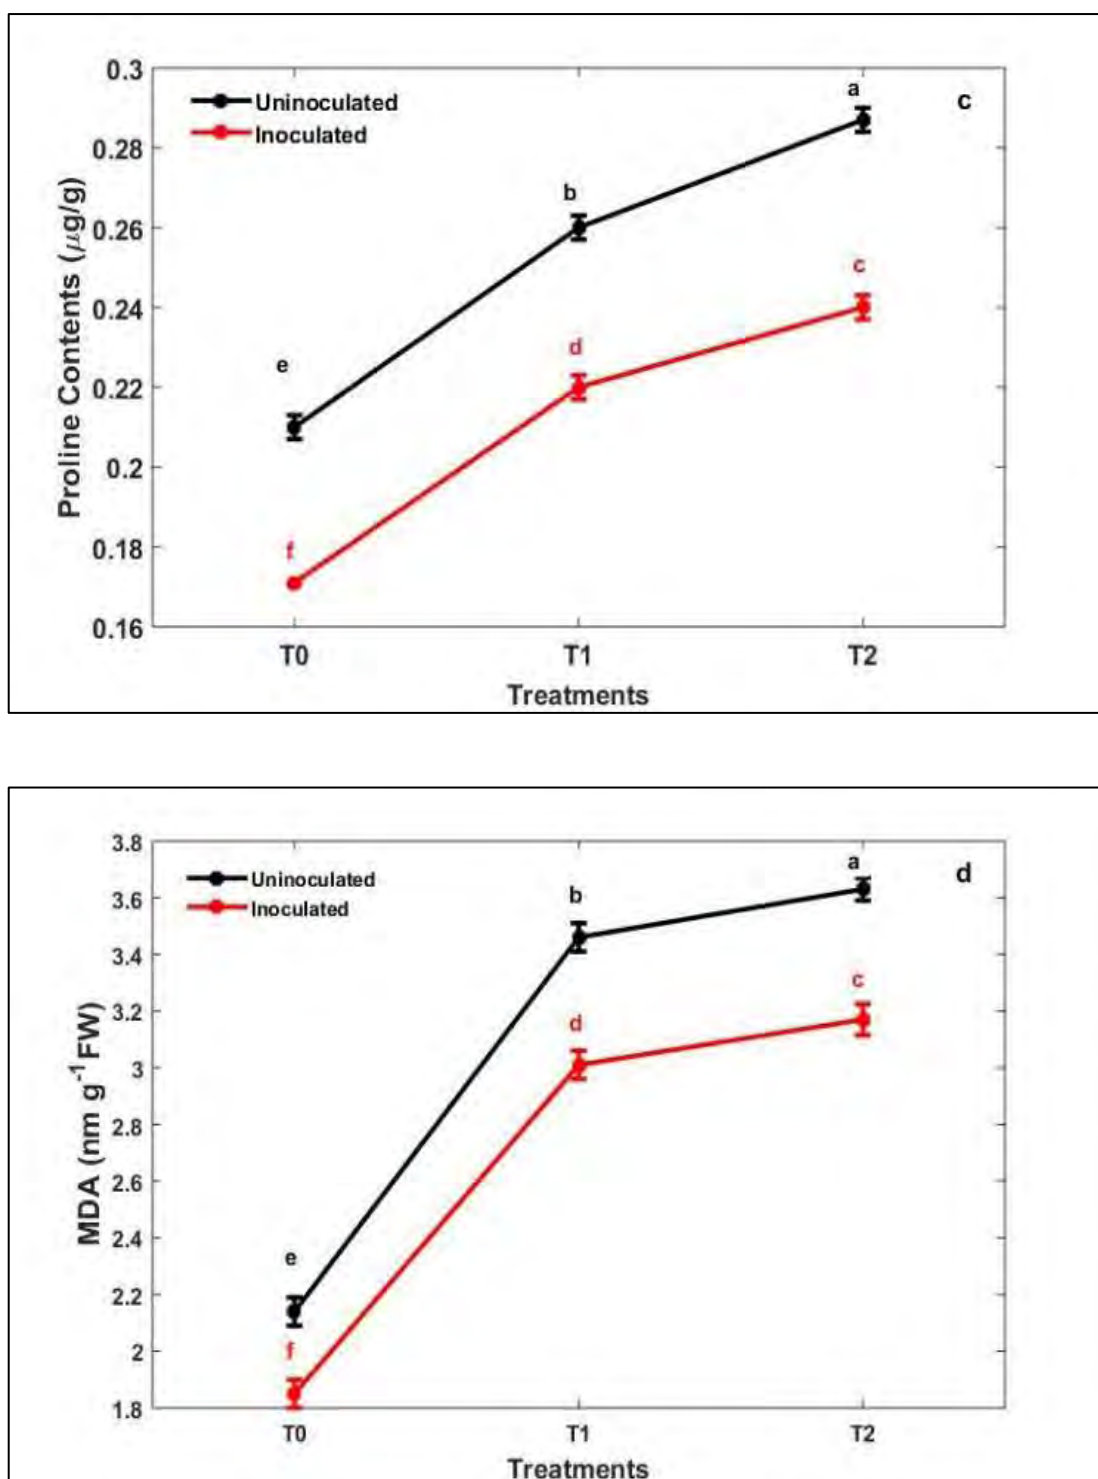 0.3
a
c
Uninoculated
Inoculated
0.28
b
0.26
c
0.24
d
e
0.22
0.2
f
0.18
0.16
T0 T1 T2
Proline Contents (μg/g)
Treatments
3.8
a
d
Uninoculated
b
3.6
Inoculated
3.4
c
3.2
d
3
2.8
2.6
2.4
e
2.2
f
2
1.8
T0 T1 T2
MDA (nm g-1 FW)
Treatments